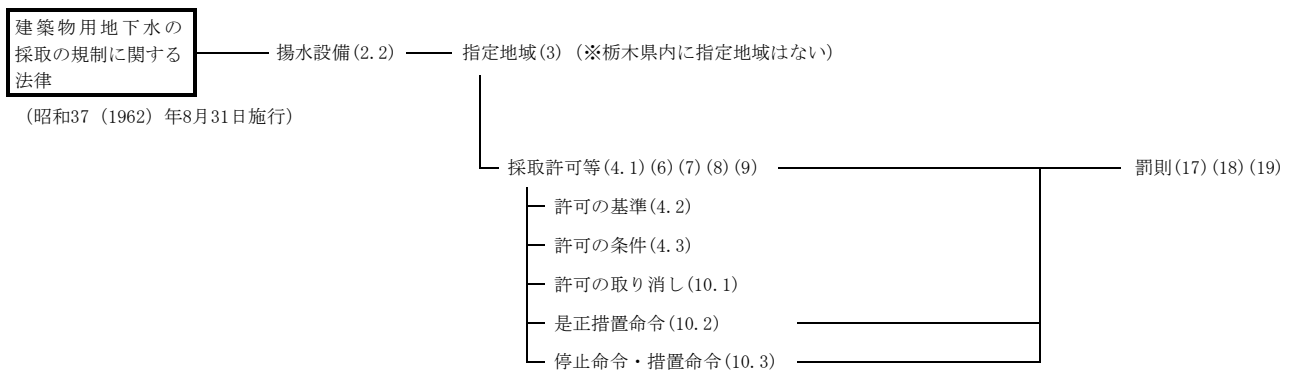 建築物用地下水の
採取の規制に関する
法律
揚水設備(2.2)
指定地域(3) (※栃木県内に指定地域はない)
(昭和37 (1962) 年8月31日施行)
採取許可等(4.1)(6)(7)(8)(9)
罰則(17)(18)(19)
許可の基準(4.2)
許可の条件(4.3)
許可の取り消し(10.1)
是正措置命令(10.2)
停止命令・措置命令(10.3)